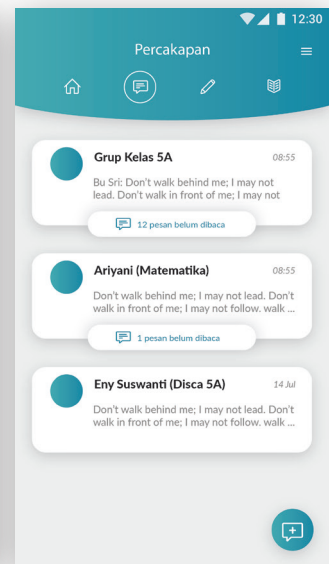 12:30
Percakapan
Grup Kelas 5A 08:55
Bu Sri: Don't walk behind me; I may not
lead. Don't walk in front of me; I may not
12 pesan belum dibaca
Ariyani (Matematika) 08:55
Don't walk behind me; I may not lead. Don't
walk in front of me; I may not follow. walk ...
1 pesan belum dibaca
Eny Suswanti (Disca 5A) 14 Jul
Don't walk behind me; I may not lead. Don't
walk in front of me; I may not follow. walk ...